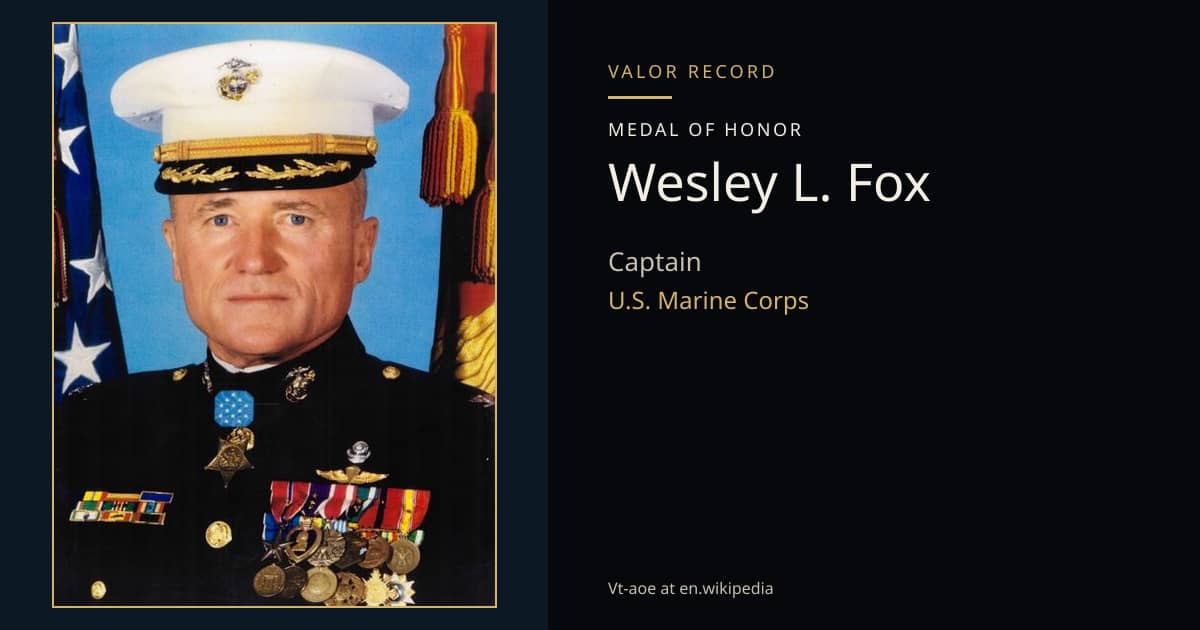 VALOR RECORD
MEDAL OF HONOR
Wesley L. Fox
Captain
U.S. Marine Corps
Vt-aoe at en.wikipedia